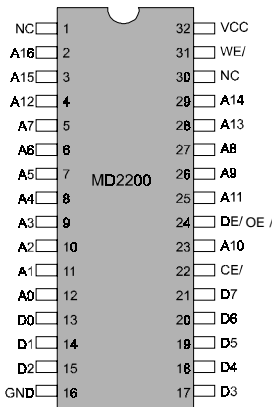 NC 1 32 VCC
A16 2 31 WE/
A15 3 30 NC
A12 4 29 A14
A7 5 28 A13
A6 6 27 A8
A5 7 26 A9
MD2200
A4 8 25 A11
A3 9 24 DE/ OE /
A2 10 23 A10
A1 11 22 CE/
A0 12 21 D7
D0 13 20 D6
D1 14 19 D5
D2 15 18 D4
GND 16 17 D3